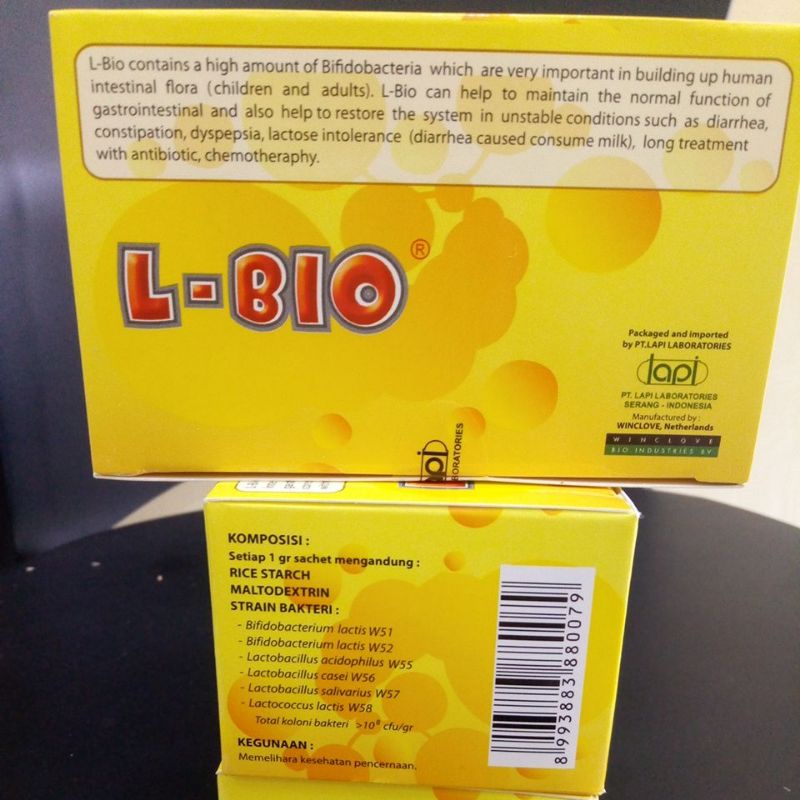 L-Bio contains a high amount of Bifidobacteria which are very important in building up human
intestinal flora (children and adults). L-Bio can help to maintain the normal function of
gastrointestinal and also help to restore the system in unstable conditions such as diarrhea,
constipation, dyspepsia, lactose intolerance (diarrhea caused consume milk), long treatment
with antibiotic, chemotheraphy.
L-BIO®
Packaged and imported
by PT.LAPI LABORATORIES
lapi
PT. LAPI LABORATORIES
SERANG - INDONESIA
Manufactured by :
WINCLOVE, Netherlands
WINCLOVE
BIO INDUSTRIES BV
KOMPOSISI :
Setiap 1 gr sachet mengandung :
RICE STARCH
MALTODEXTRIN
STRAIN BAKTERI :
- Bifidobacterium lactis W51
- Bifidobacterium lactis W52
- Lactobacillus acidophilus W55
- Lactobacillus casei W56
- Lactobacillus salivarius W57
- Lactococcus lactis W58
Total koloni bakteri >10⁸ cfu/gr
KEGUNAAN :
Memelihara kesehatan pencernaan.
8993883880079